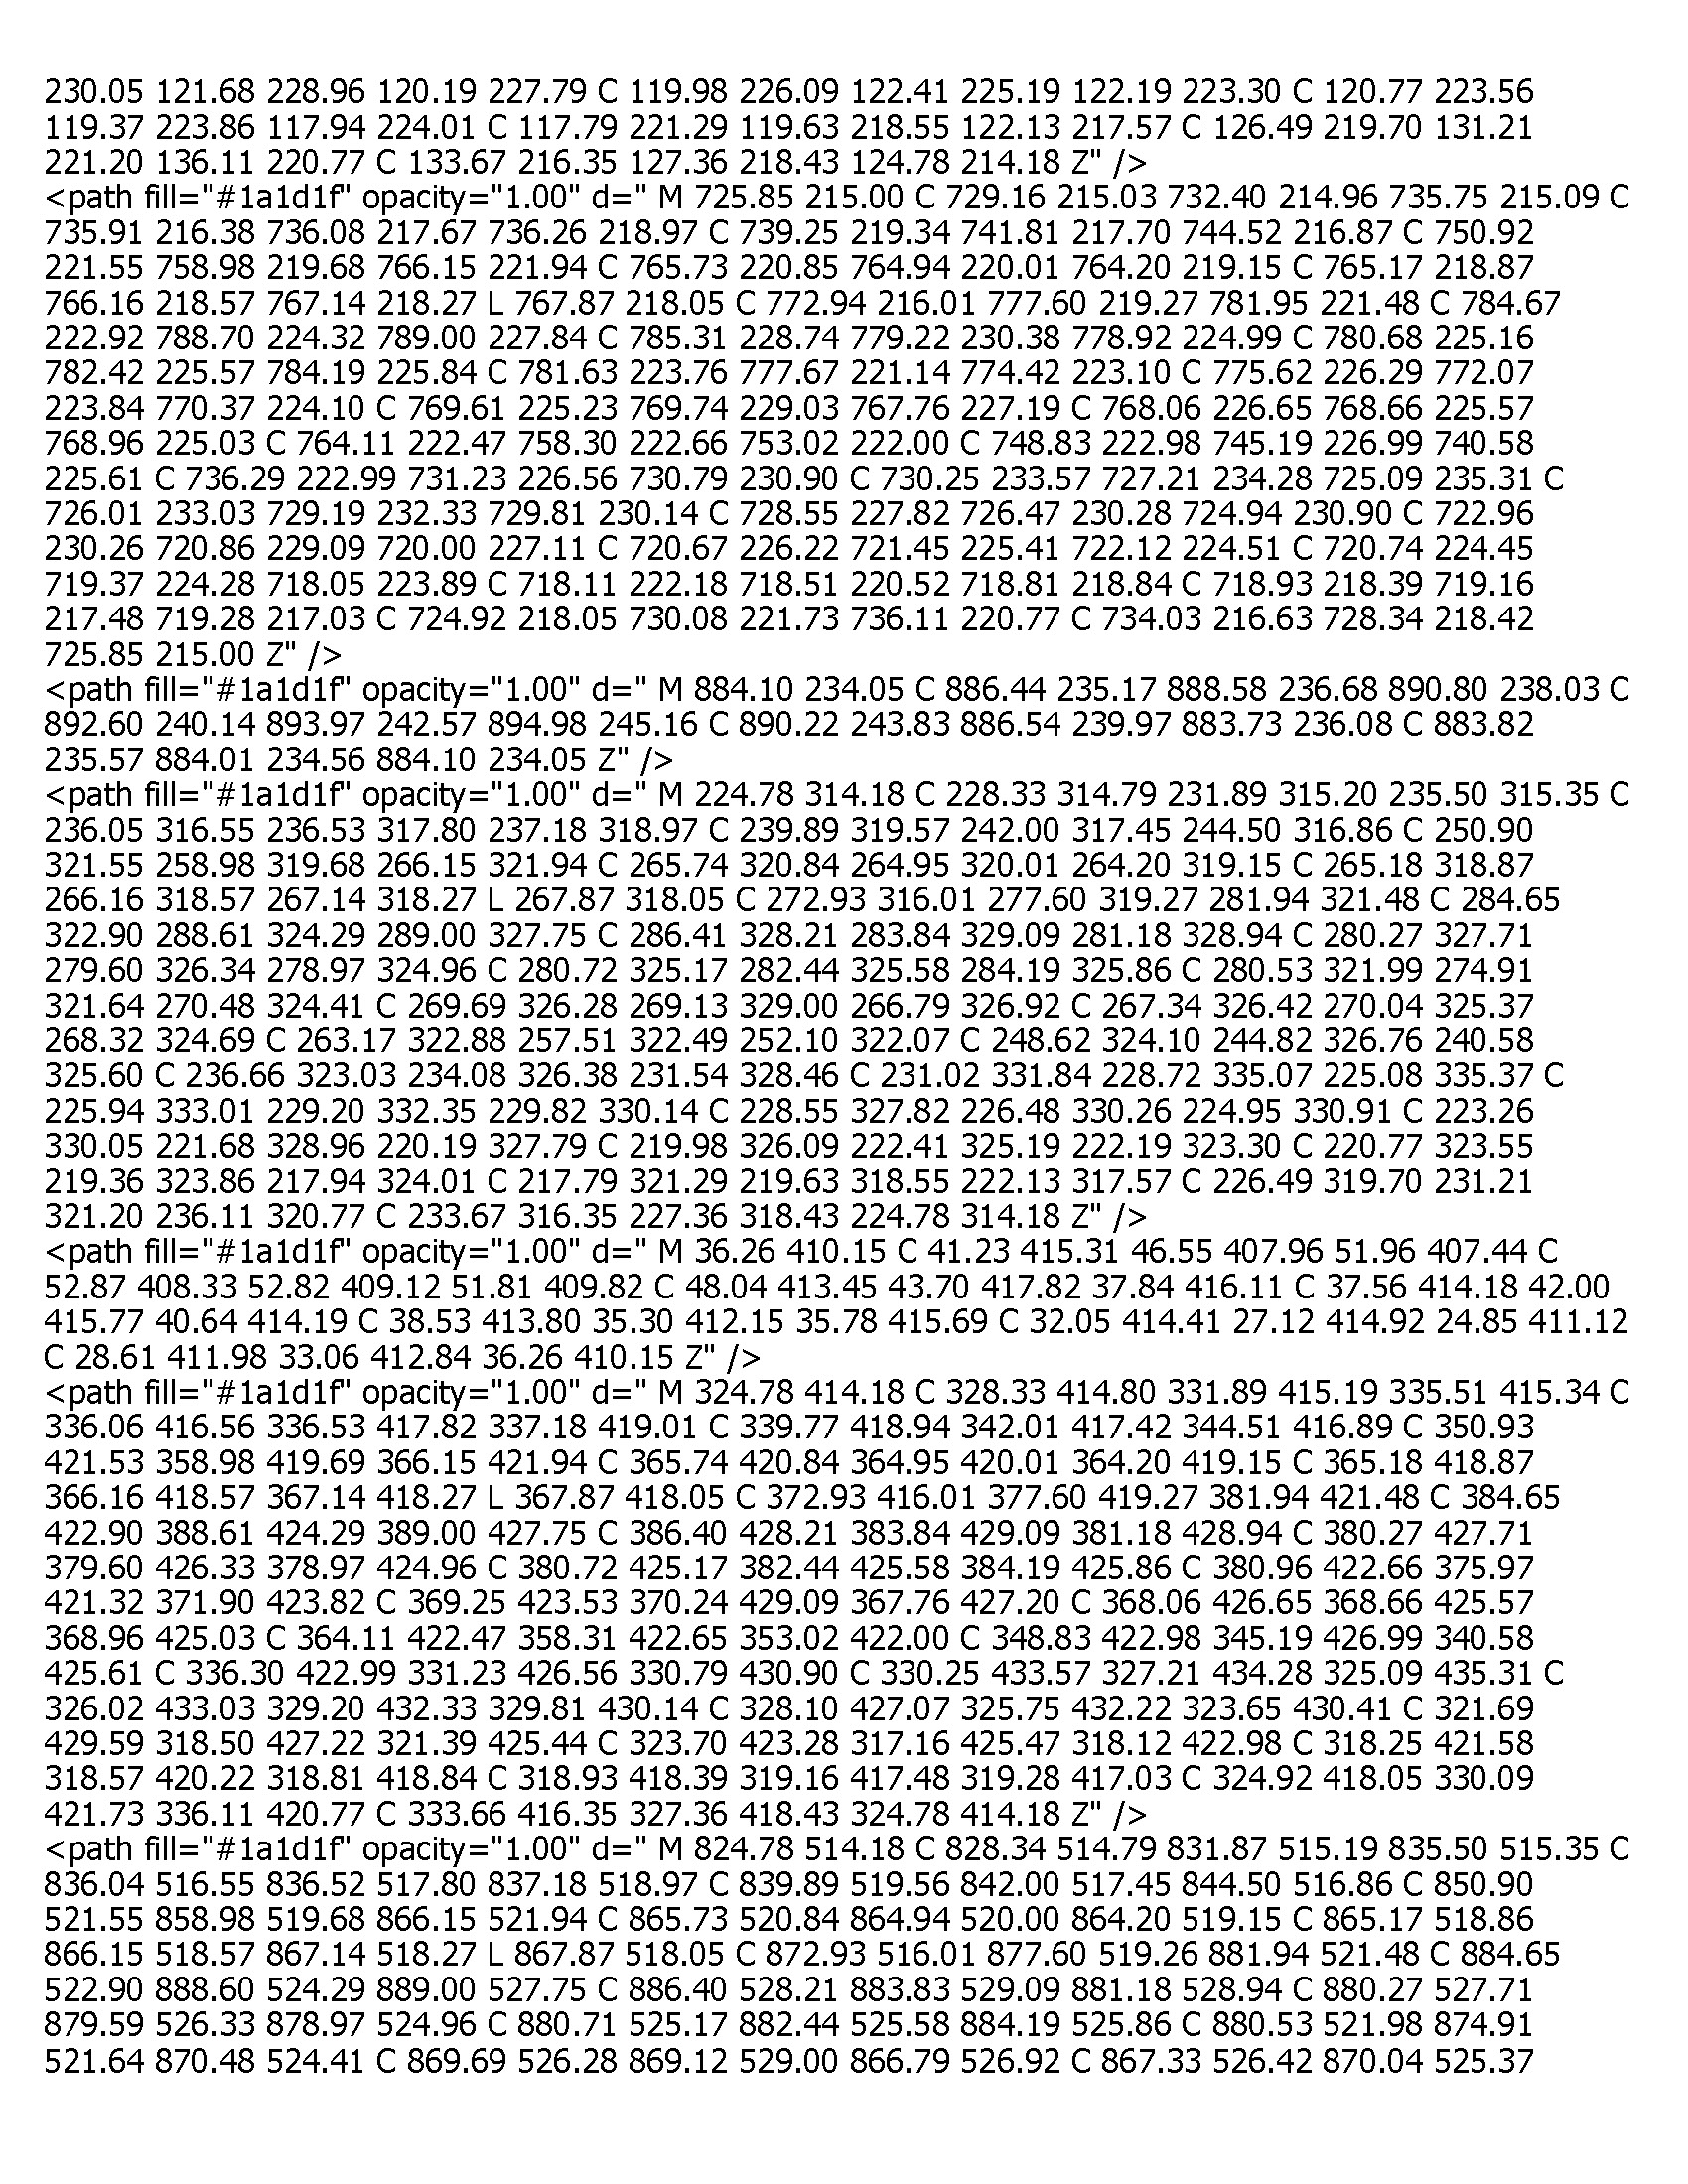 230.05 121.68 228.96 120.19 227.79 C 119.98 226.09 122.41 225.19 122.19 223.30 C 120.77 223.56
119.37 223.86 117.94 224.01 C 117.79 221.29 119.63 218.55 122.13 217.57 C 126.49 219.70 131.21
221.20 136.11 220.77 C 133.67 216.35 127.36 218.43 124.78 214.18 Z" />
<path fill="#1a1d1f" opacity="1.00" d=" M 725.85 215.00 C 729.16 215.03 732.40 214.96 735.75 215.09 C
735.91 216.38 736.08 217.67 736.26 218.97 C 739.25 219.34 741.81 217.70 744.52 216.87 C 750.92
221.55 758.98 219.68 766.15 221.94 C 765.73 220.85 764.94 220.01 764.20 219.15 C 765.17 218.87
766.16 218.57 767.14 218.27 L 767.87 218.05 C 772.94 216.01 777.60 219.27 781.95 221.48 C 784.67
222.92 788.70 224.32 789.00 227.84 C 785.31 228.74 779.22 230.38 778.92 224.99 C 780.68 225.16
782.42 225.57 784.19 225.84 C 781.63 223.76 777.67 221.14 774.42 223.10 C 775.62 226.29 772.07
223.84 770.37 224.10 C 769.61 225.23 769.74 229.03 767.76 227.19 C 768.06 226.65 768.66 225.57
768.96 225.03 C 764.11 222.47 758.30 222.66 753.02 222.00 C 748.83 222.98 745.19 226.99 740.58
225.61 C 736.29 222.99 731.23 226.56 730.79 230.90 C 730.25 233.57 727.21 234.28 725.09 235.31 C
726.01 233.03 729.19 232.33 729.81 230.14 C 728.55 227.82 726.47 230.28 724.94 230.90 C 722.96
230.26 720.86 229.09 720.00 227.11 C 720.67 226.22 721.45 225.41 722.12 224.51 C 720.74 224.45
719.37 224.28 718.05 223.89 C 718.11 222.18 718.51 220.52 718.81 218.84 C 718.93 218.39 719.16
217.48 719.28 217.03 C 724.92 218.05 730.08 221.73 736.11 220.77 C 734.03 216.63 728.34 218.42
725.85 215.00 Z" />
<path fill="#1a1d1f" opacity="1.00" d=" M 884.10 234.05 C 886.44 235.17 888.58 236.68 890.80 238.03 C
892.60 240.14 893.97 242.57 894.98 245.16 C 890.22 243.83 886.54 239.97 883.73 236.08 C 883.82
235.57 884.01 234.56 884.10 234.05 Z" />
<path fill="#1a1d1f" opacity="1.00" d=" M 224.78 314.18 C 228.33 314.79 231.89 315.20 235.50 315.35 C
236.05 316.55 236.53 317.80 237.18 318.97 C 239.89 319.57 242.00 317.45 244.50 316.86 C 250.90
321.55 258.98 319.68 266.15 321.94 C 265.74 320.84 264.95 320.01 264.20 319.15 C 265.18 318.87
266.16 318.57 267.14 318.27 L 267.87 318.05 C 272.93 316.01 277.60 319.27 281.94 321.48 C 284.65
322.90 288.61 324.29 289.00 327.75 C 286.41 328.21 283.84 329.09 281.18 328.94 C 280.27 327.71
279.60 326.34 278.97 324.96 C 280.72 325.17 282.44 325.58 284.19 325.86 C 280.53 321.99 274.91
321.64 270.48 324.41 C 269.69 326.28 269.13 329.00 266.79 326.92 C 267.34 326.42 270.04 325.37
268.32 324.69 C 263.17 322.88 257.51 322.49 252.10 322.07 C 248.62 324.10 244.82 326.76 240.58
325.60 C 236.66 323.03 234.08 326.38 231.54 328.46 C 231.02 331.84 228.72 335.07 225.08 335.37 C
225.94 333.01 229.20 332.35 229.82 330.14 C 228.55 327.82 226.48 330.26 224.95 330.91 C 223.26
330.05 221.68 328.96 220.19 327.79 C 219.98 326.09 222.41 325.19 222.19 323.30 C 220.77 323.55
219.36 323.86 217.94 324.01 C 217.79 321.29 219.63 318.55 222.13 317.57 C 226.49 319.70 231.21
321.20 236.11 320.77 C 233.67 316.35 227.36 318.43 224.78 314.18 Z" />
<path fill="#1a1d1f" opacity="1.00" d=" M 36.26 410.15 C 41.23 415.31 46.55 407.96 51.96 407.44 C
52.87 408.33 52.82 409.12 51.81 409.82 C 48.04 413.45 43.70 417.82 37.84 416.11 C 37.56 414.18 42.00
415.77 40.64 414.19 C 38.53 413.80 35.30 412.15 35.78 415.69 C 32.05 414.41 27.12 414.92 24.85 411.12
C 28.61 411.98 33.06 412.84 36.26 410.15 Z" />
<path fill="#1a1d1f" opacity="1.00" d=" M 324.78 414.18 C 328.33 414.80 331.89 415.19 335.51 415.34 C
336.06 416.56 336.53 417.82 337.18 419.01 C 339.77 418.94 342.01 417.42 344.51 416.89 C 350.93
421.53 358.98 419.69 366.15 421.94 C 365.74 420.84 364.95 420.01 364.20 419.15 C 365.18 418.87
366.16 418.57 367.14 418.27 L 367.87 418.05 C 372.93 416.01 377.60 419.27 381.94 421.48 C 384.65
422.90 388.61 424.29 389.00 427.75 C 386.40 428.21 383.84 429.09 381.18 428.94 C 380.27 427.71
379.60 426.33 378.97 424.96 C 380.72 425.17 382.44 425.58 384.19 425.86 C 380.96 422.66 375.97
421.32 371.90 423.82 C 369.25 423.53 370.24 429.09 367.76 427.20 C 368.06 426.65 368.66 425.57
368.96 425.03 C 364.11 422.47 358.31 422.65 353.02 422.00 C 348.83 422.98 345.19 426.99 340.58
425.61 C 336.30 422.99 331.23 426.56 330.79 430.90 C 330.25 433.57 327.21 434.28 325.09 435.31 C
326.02 433.03 329.20 432.33 329.81 430.14 C 328.10 427.07 325.75 432.22 323.65 430.41 C 321.69
429.59 318.50 427.22 321.39 425.44 C 323.70 423.28 317.16 425.47 318.12 422.98 C 318.25 421.58
318.57 420.22 318.81 418.84 C 318.93 418.39 319.16 417.48 319.28 417.03 C 324.92 418.05 330.09
421.73 336.11 420.77 C 333.66 416.35 327.36 418.43 324.78 414.18 Z" />
<path fill="#1a1d1f" opacity="1.00" d=" M 824.78 514.18 C 828.34 514.79 831.87 515.19 835.50 515.35 C
836.04 516.55 836.52 517.80 837.18 518.97 C 839.89 519.56 842.00 517.45 844.50 516.86 C 850.90
521.55 858.98 519.68 866.15 521.94 C 865.73 520.84 864.94 520.00 864.20 519.15 C 865.17 518.86
866.15 518.57 867.14 518.27 L 867.87 518.05 C 872.93 516.01 877.60 519.26 881.94 521.48 C 884.65
522.90 888.60 524.29 889.00 527.75 C 886.40 528.21 883.83 529.09 881.18 528.94 C 880.27 527.71
879.59 526.33 878.97 524.96 C 880.71 525.17 882.44 525.58 884.19 525.86 C 880.53 521.98 874.91
521.64 870.48 524.41 C 869.69 526.28 869.12 529.00 866.79 526.92 C 867.33 526.42 870.04 525.37